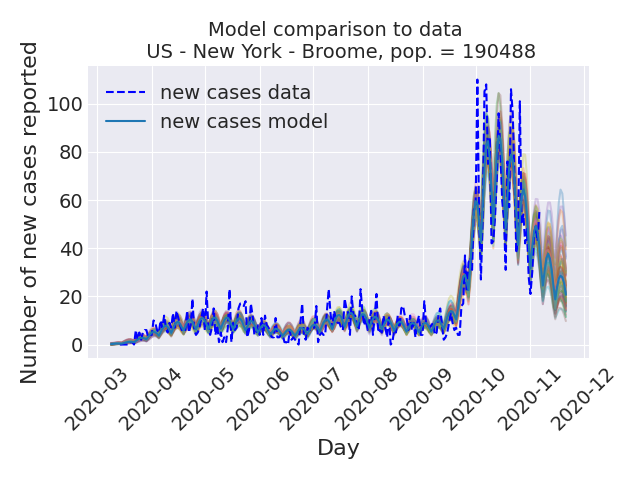 Model comparison to data
US - New York - Broome, pop. = 190488
Number of new cases reported
100
80
60
40
20
0
new cases data
new cases model
2020-03
2020-04
2020-05
2020-06
2020-07
2020-08
2020-09
2020-10
2020-11
2020-12
Day